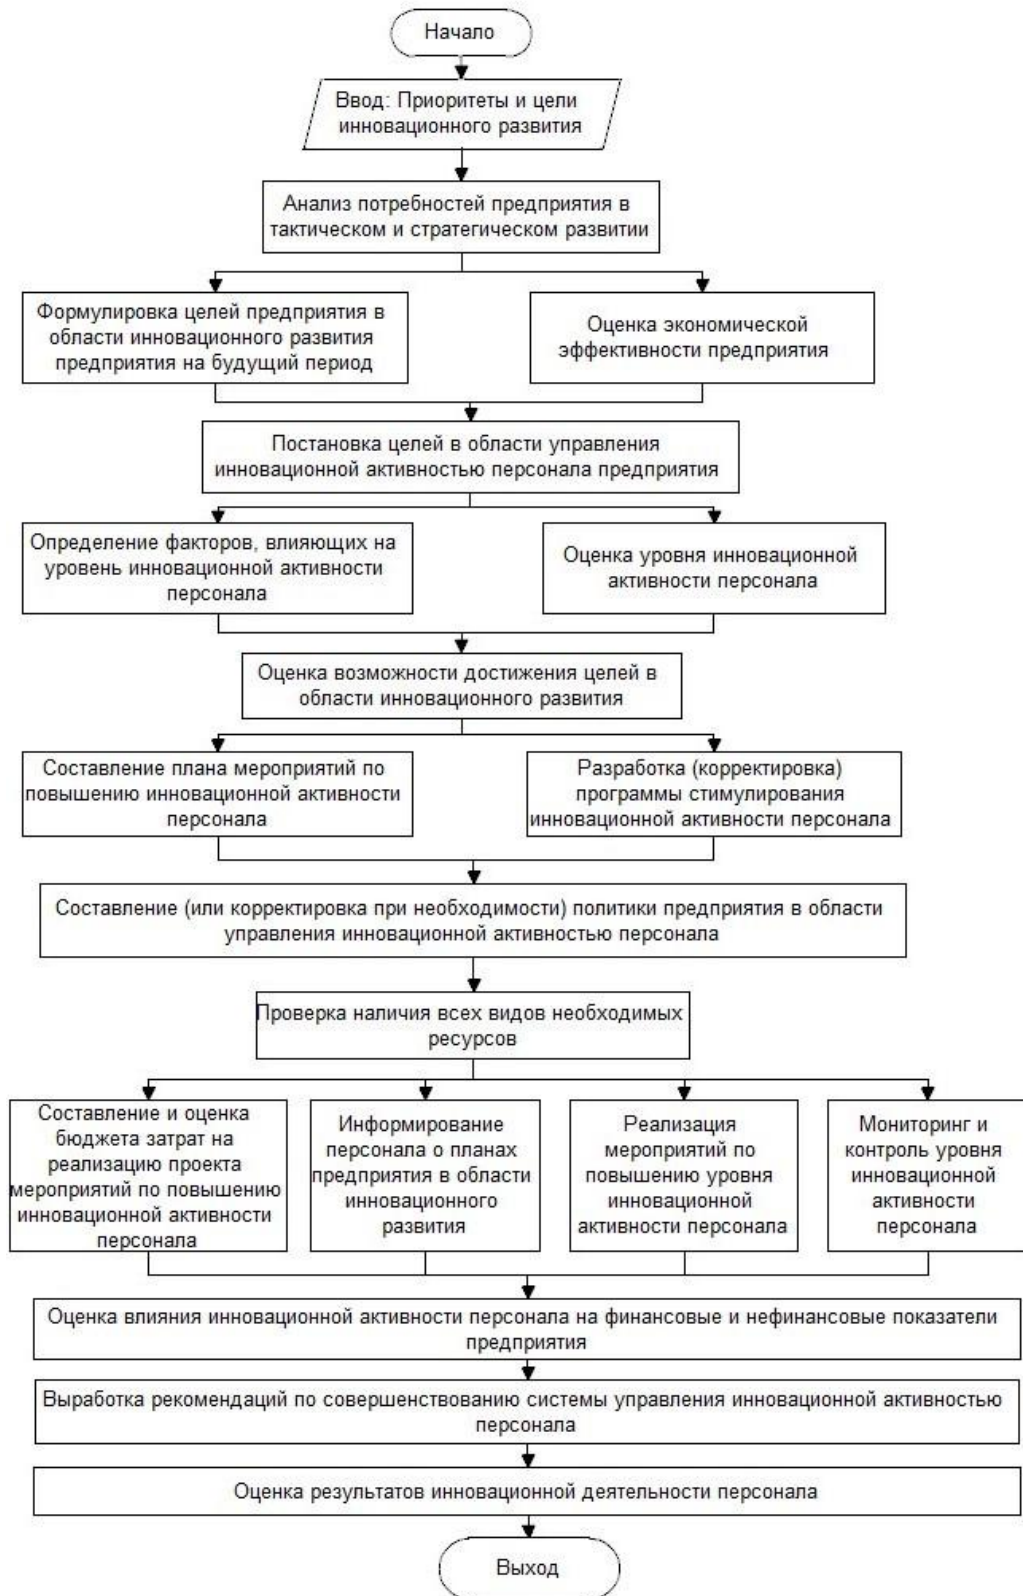 Начало
Ввод: Приоритеты и цели
инновационного развития
Анализ потребностей предприятия в
тактическом и стратегическом развитии
Формулировка целей предприятия в
области инновационного развития
предприятия на будущий период
Оценка экономической
эффективности предприятия
Постановка целей в области управления
инновационной активностью персонала предприятия
Определение факторов, влияющих на
уровень инновационной активности
персонала
Оценка уровня инновационной
активности персонала
Оценка возможности достижения целей в
области инновационного развития
Составление плана мероприятий по
повышению инновационной активности
персонала
Разработка (корректировка)
программы стимулирования
инновационной активности персонала
Составление (или корректировка при необходимости) политики предприятия в области
управления инновационной активностью персонала
Проверка наличия всех видов необходимых
ресурсов
Составление и оценка
бюджета затрат на
реализацию проекта
мероприятий по повышению
инновационной активности
персонала
Информирование
персонала о планах
предприятия в области
инновационного
развития
Реализация
мероприятий по
повышению уровня
инновационной
активности персонала
Мониторинг и
контроль уровня
инновационной
активности
персонала
Оценка влияния инновационной активности персонала на финансовые и нефинансовые показатели
предприятия
Выработка рекомендаций по совершенствованию системы управления инновационной активностью
персонала
Оценка результатов инновационной деятельности персонала
Выход